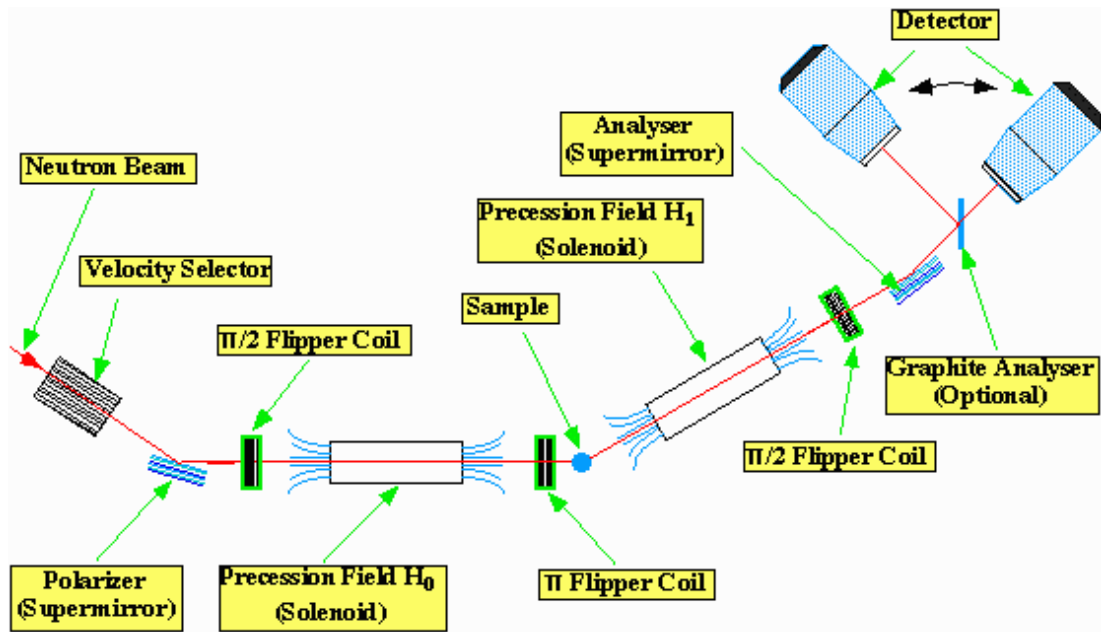 Detector
Analyser
(Supermirror)
Neutron Beam
Precession Field H₁
(Solenoid)
Velocity Selector
Sample
π/2 Flipper Coil
Graphite Analyser
(Optional)
π/2 Flipper Coil
Polarizer
(Supermirror)
Precession Field H₀
(Solenoid)
π Flipper Coil